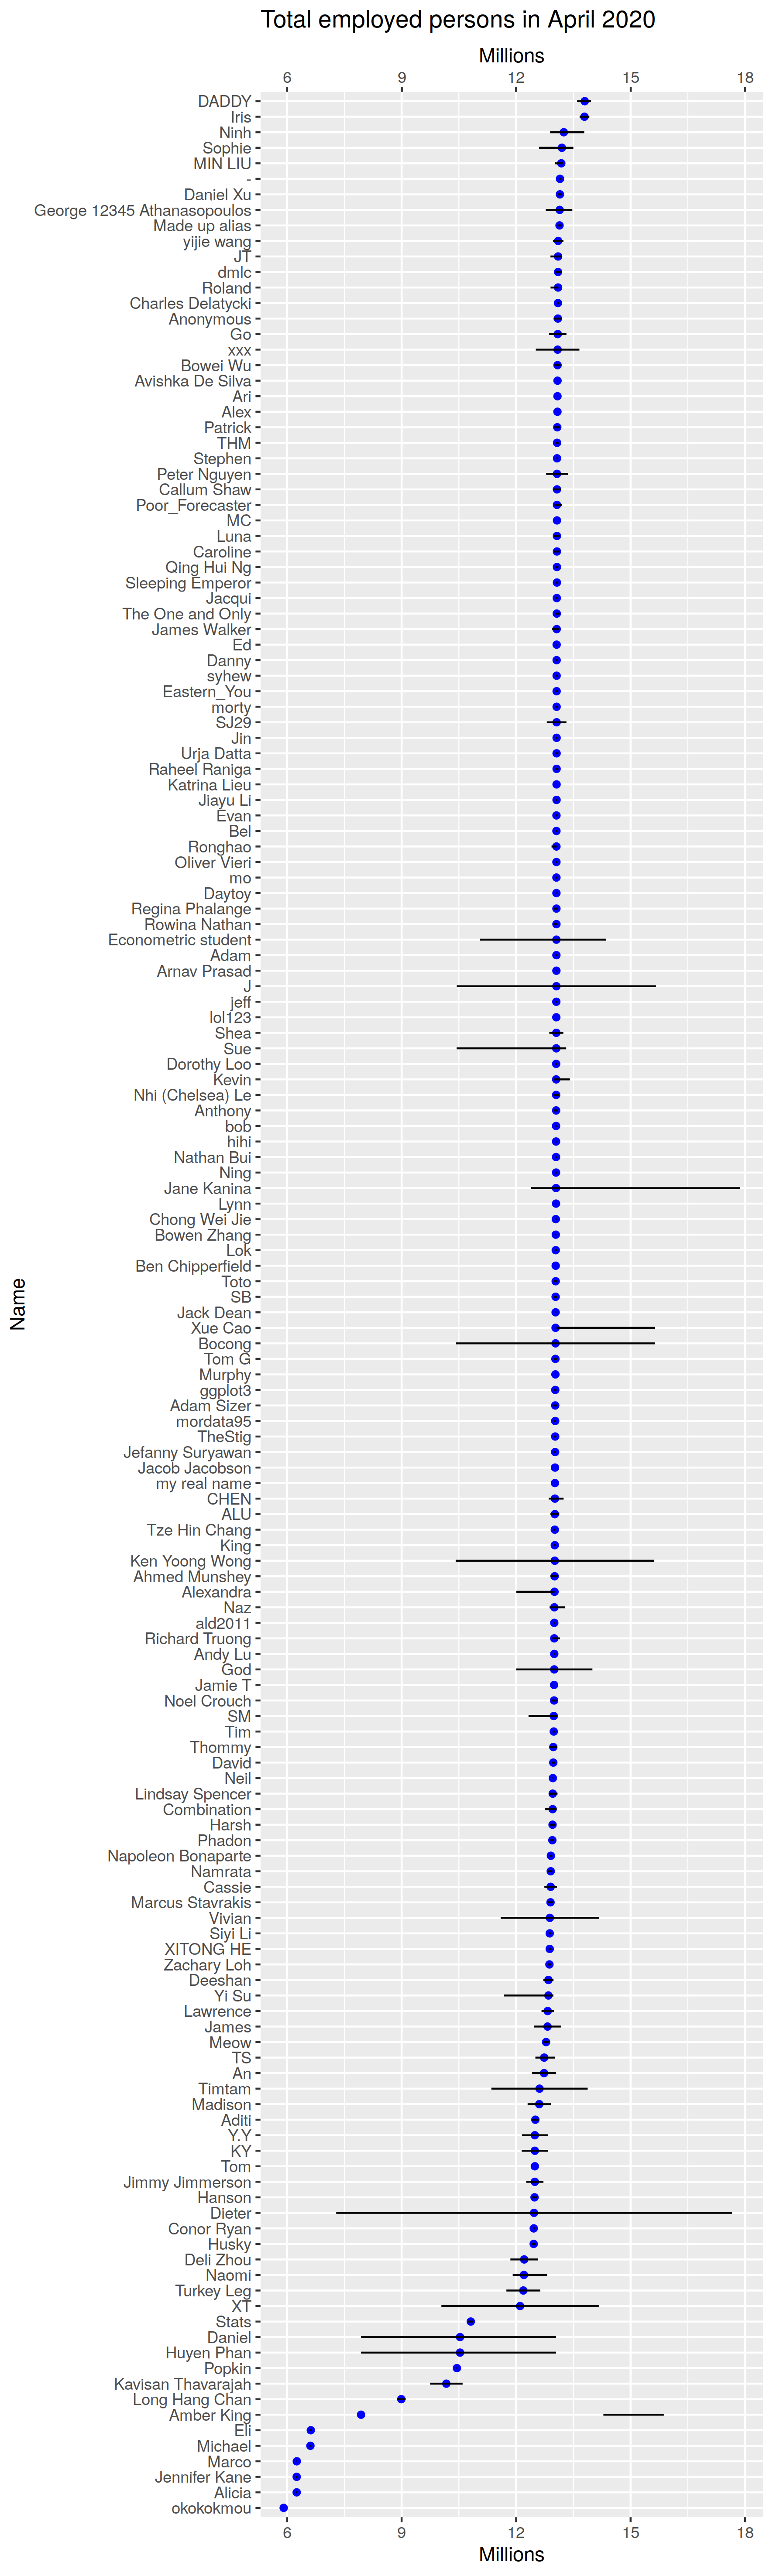 Total employed persons in April 2020
Millions
6 9 12 15 18
DADDY
Iris
Ninh
Sophie
MIN LIU
-
Daniel Xu
George 12345 Athanasopoulos
Made up alias
yijie wang
JT
dmlc
Roland
Charles Delatycki
Anonymous
Go
xxx
Bowei Wu
Avishka De Silva
Ari
Alex
Patrick
THM
Stephen
Peter Nguyen
Callum Shaw
Poor_Forecaster
MC
Luna
Caroline
Qing Hui Ng
Sleeping Emperor
Jacqui
The One and Only
James Walker
Ed
Danny
syhew
Eastern_You
morty
SJ29
Jin
Urja Datta
Raheel Raniga
Katrina Lieu
Jiayu Li
Evan
Bel
Ronghao
Oliver Vieri
mo
Daytoy
Regina Phalange
Rowina Nathan
Econometric student
Adam
Arnav Prasad
J
jeff
lol123
Shea
Sue
Dorothy Loo
Kevin
Nhi (Chelsea) Le
Anthony
bob
hihi
Nathan Bui
Ning
Jane Kanina
Lynn
Chong Wei Jie
Bowen Zhang
Lok
Ben Chipperfield
Toto
SB
Jack Dean
Xue Cao
Bocong
Tom G
Murphy
ggplot3
Adam Sizer
mordata95
TheStig
Jefanny Suryawan
Jacob Jacobson
my real name
CHEN
ALU
Tze Hin Chang
King
Ken Yoong Wong
Ahmed Munshey
Alexandra
Naz
ald2011
Richard Truong
Andy Lu
God
Jamie T
Noel Crouch
SM
Tim
Thommy
David
Neil
Lindsay Spencer
Combination
Harsh
Phadon
Napoleon Bonaparte
Namrata
Cassie
Marcus Stavrakis
Vivian
Siyi Li
XITONG HE
Zachary Loh
Deeshan
Yi Su
Lawrence
James
Meow
TS
An
Timtam
Madison
Aditi
Y.Y
KY
Tom
Jimmy Jimmerson
Hanson
Dieter
Conor Ryan
Husky
Deli Zhou
Naomi
Turkey Leg
XT
Stats
Daniel
Huyen Phan
Popkin
Kavisan Thavarajah
Long Hang Chan
Amber King
Eli
Michael
Marco
Jennifer Kane
Alicia
okokokmou
6 9 12 15 18
Millions
Name